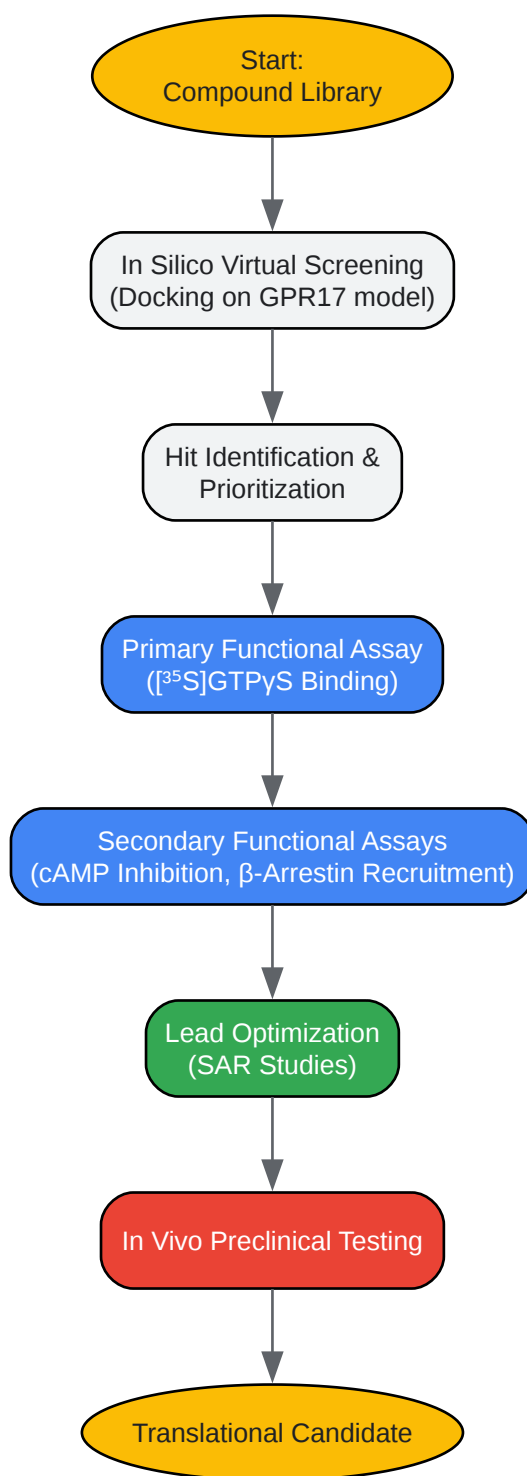 Start:
Compound Library
In Silico Virtual Screening
(Docking on GPR17 model)
Hit Identification &
Prioritization
Primary Functional Assay
([³⁵S]GTPγS Binding)
Secondary Functional Assays
(cAMP Inhibition, β-Arrestin Recruitment)
Lead Optimization
(SAR Studies)
In Vivo Preclinical Testing
Translational Candidate